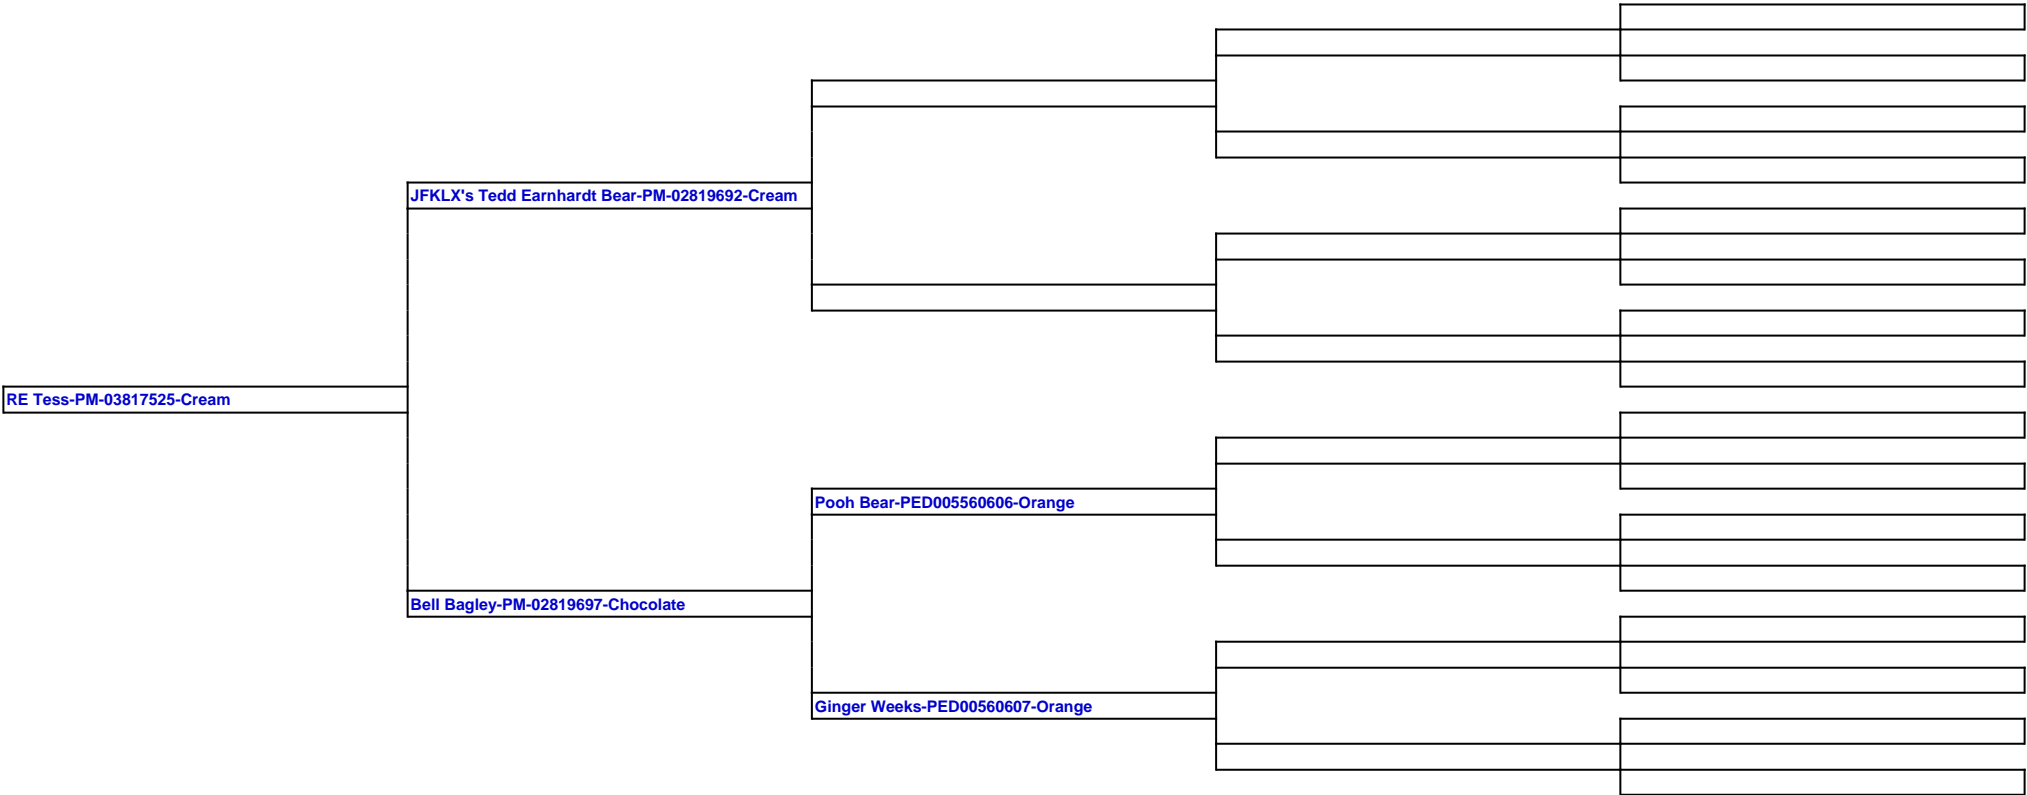 JFKLX's Tedd Earnhardt Bear-PM-02819692-Cream
RE Tess-PM-03817525-Cream
Pooh Bear-PED005560606-Orange
Bell Bagley-PM-02819697-Chocolate
Ginger Weeks-PED00560607-Orange